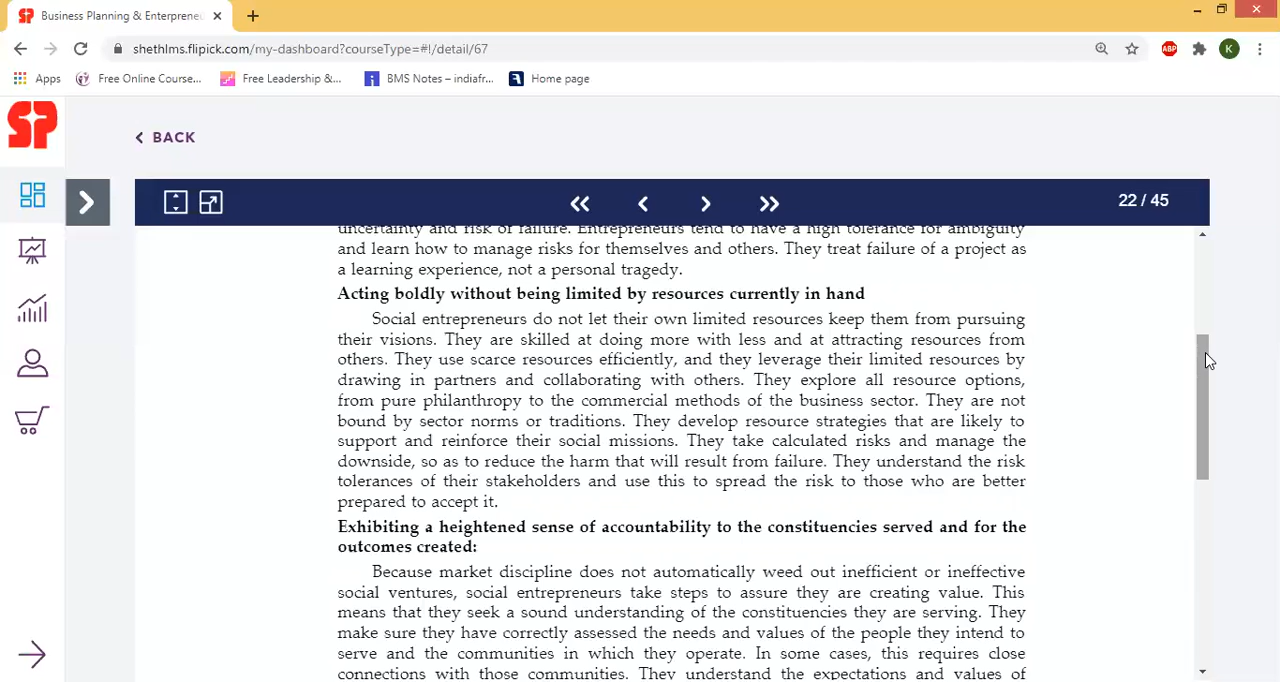 Business Planning & Enterprene
shethlms.flipick.com/my-dashboard?courseType=#!/detail/67
ABP
K
Apps
Free Online Course...
Free Leadership &...
BMS Notes – indiafr...
Home page
SP
BACK
22 / 45
uncertainty and risk of failure. Entrepreneurs tend to have a high tolerance for ambiguity
and learn how to manage risks for themselves and others. They treat failure of a project as
a learning experience, not a personal tragedy.
Acting boldly without being limited by resources currently in hand
Social entrepreneurs do not let their own limited resources keep them from pursuing
their visions. They are skilled at doing more with less and at attracting resources from
others. They use scarce resources efficiently, and they leverage their limited resources by
drawing in partners and collaborating with others. They explore all resource options,
from pure philanthropy to the commercial methods of the business sector. They are not
bound by sector norms or traditions. They develop resource strategies that are likely to
support and reinforce their social missions. They take calculated risks and manage the
downside, so as to reduce the harm that will result from failure. They understand the risk
tolerances of their stakeholders and use this to spread the risk to those who are better
prepared to accept it.
Exhibiting a heightened sense of accountability to the constituencies served and for the
outcomes created:
Because market discipline does not automatically weed out inefficient or ineffective
social ventures, social entrepreneurs take steps to assure they are creating value. This
means that they seek a sound understanding of the constituencies they are serving. They
make sure they have correctly assessed the needs and values of the people they intend to
serve and the communities in which they operate. In some cases, this requires close
connections with those communities. They understand the expectations and values of